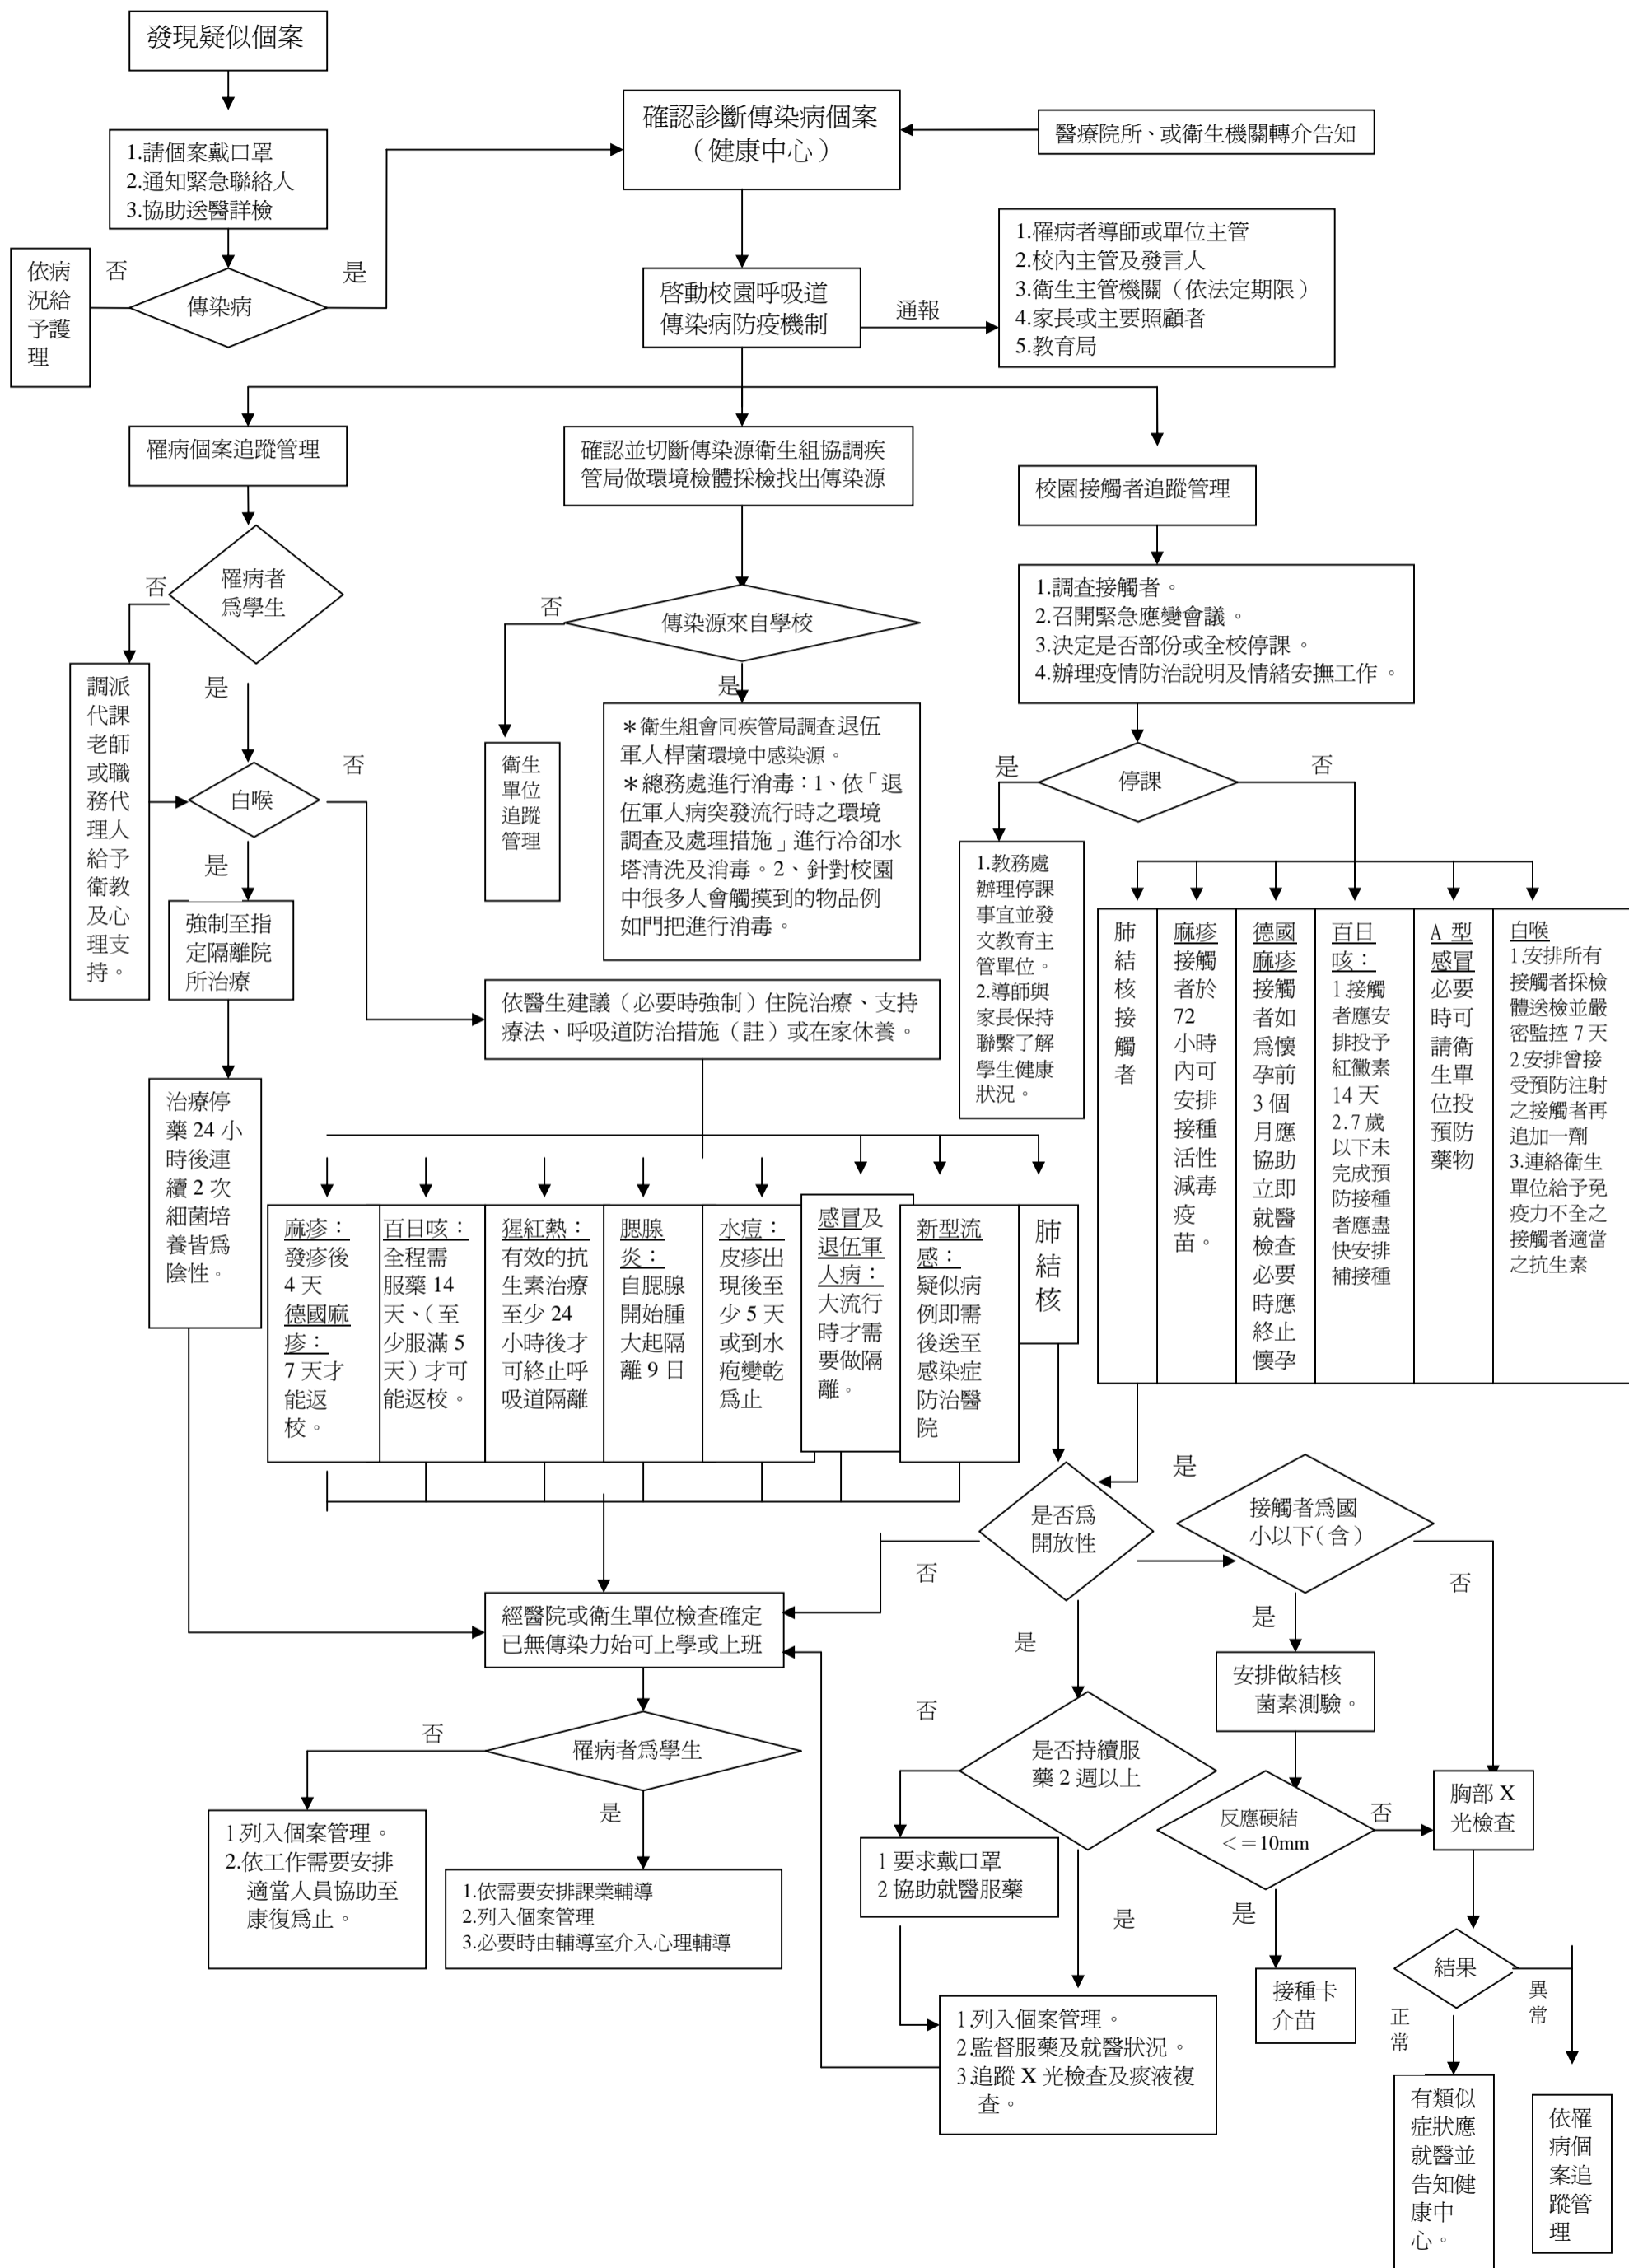 發現疑似個案
1.請個案戴口罩
2.通知緊急聯絡人
3.協助送醫詳檢
確認診斷傳染病個案
（健康中心）
醫療院所、或衛生機關轉介告知
依病
況給
予護
理
否
傳染病
是
啓動校園呼吸道
傳染病防疫機制
通報
1.罹病者導師或單位主管
2.校內主管及發言人
3.衛生主管機關（依法定期限）
4.家長或主要照顧者
5.教育局
罹病個案追蹤管理
確認並切斷傳染源衛生組協調疾
管局做環境檢體採檢找出傳染源
校園接觸者追蹤管理
否
罹病者
爲學生
是
調派
代課
老師
或職
務代
理人
給予
衛教
及心
理支
持。
白喉
否
是
強制至指
定隔離院
所治療
治療停
藥 24 小
時後連
續 2 次
細菌培
養皆爲
陰性。
否
傳染源來自學校
是
衛生
單位
追蹤
管理
＊衛生組會同疾管局調查退伍
軍人桿菌環境中感染源。
＊總務處進行消毒：1、依「退
伍軍人病突發流行時之環境
調查及處理措施」進行冷卻水
塔清洗及消毒。2、針對校園
中很多人會觸摸到的物品例
如門把進行消毒。
1.調查接觸者。
2.召開緊急應變會議。
3.決定是否部份或全校停課。
4.辦理疫情防治說明及情緒安撫工作。
是
停課
否
1.教務處
辦理停課
事宜並發
文教育主
管單位。
2.導師與
家長保持
聯繫了解
學生健康
狀況。
肺
結
核
接
觸
者
麻疹
接觸
者於
72
小時
內可
安排
接種
活性
減毒
疫
苗。
德國
麻疹
接觸
者如
爲懷
孕前
3 個
月應
協助
立即
就醫
檢查
必要
時應
終止
懷孕
百日
咳：
1.接觸
者應安
排投予
紅黴素
14 天
2.7 歲
以下未
完成預
防接種
者應盡
快安排
補接種
A 型
感冒
必要
時可
請衛
生單
位投
預防
藥物
白喉
1.安排所有
接觸者採檢
體送檢並嚴
密監控 7 天
2.安排曾接
受預防注射
之接觸者再
追加一劑
3.連絡衛生
單位給予免
疫力不全之
接觸者適當
之抗生素
依醫生建議（必要時強制）住院治療、支持
療法、呼吸道防治措施（註）或在家休養。
麻疹：
發疹後
4 天
德國麻
疹：
7 天才
能返
校。
百日咳：
全程需
服藥 14
天、（至
少服滿 5
天）才可
能返校。
猩紅熱：
有效的抗
生素治療
至少 24
小時後才
可終止呼
吸道隔離
腮腺
炎：
自腮腺
開始腫
大起隔
離 9 日
水痘：
皮疹出
現後至
少 5 天
或到水
疱變乾
爲止
感冒及
退伍軍
人病：
大流行
時才需
要做隔
離。
新型流
感：
疑似病
例即需
後送至
感染症
防治醫
院
肺
結
核
是否爲
開放性
是
接觸者爲國
小以下（含）
否
否
是
是
經醫院或衛生單位檢查確定
已無傳染力始可上學或上班
安排做結核
菌素測驗。
否
罹病者爲學生
是
否
是否持續服
藥 2 週以上
是
反應硬結
＜＝10mm
否
是
胸部 X
光檢查
1.列入個案管理。
2.依工作需要安排
適當人員協助至
康復爲止。
1.依需要安排課業輔導
2.列入個案管理
3.必要時由輔導室介入心理輔導
1 要求戴口罩
2 協助就醫服藥
1.列入個案管理。
2.監督服藥及就醫狀況。
3.追蹤 X 光檢查及痰液複
查。
接種卡
介苗
結果
正
常
異
常
有類似
症狀應
就醫並
告知健
康中
心。
依罹
病個
案追
蹤管
理